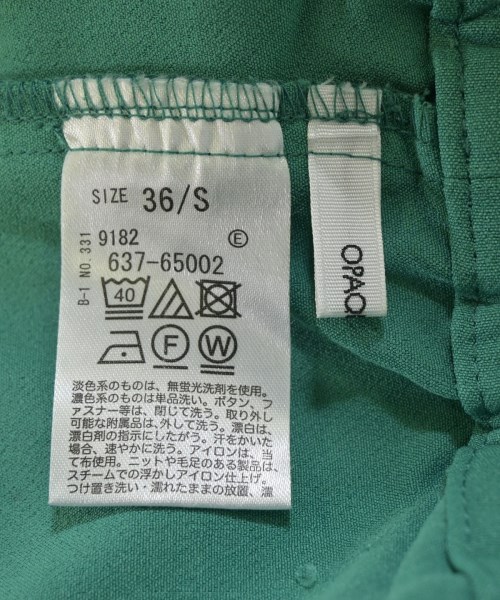 SIZE 36/S
B-1 NO.331
9182 E
637-65002
40
F W
淡色系のものは、無蛍光洗剤を使用。
濃色系のものは単品洗い。ボタン、フ
ァスナー等は、閉じて洗う。取り外し
可能な附属品は、外して洗う。漂白は、
漂白剤の指示にしたがう。汗をかいた
場合、速やかに洗う。アイロンは、当
て布使用。ニットや毛足のある製品は、
スチームでの浮かしアイロン仕上げ。
つけ置き洗い・濡れたままの放置、濡
OPAQ